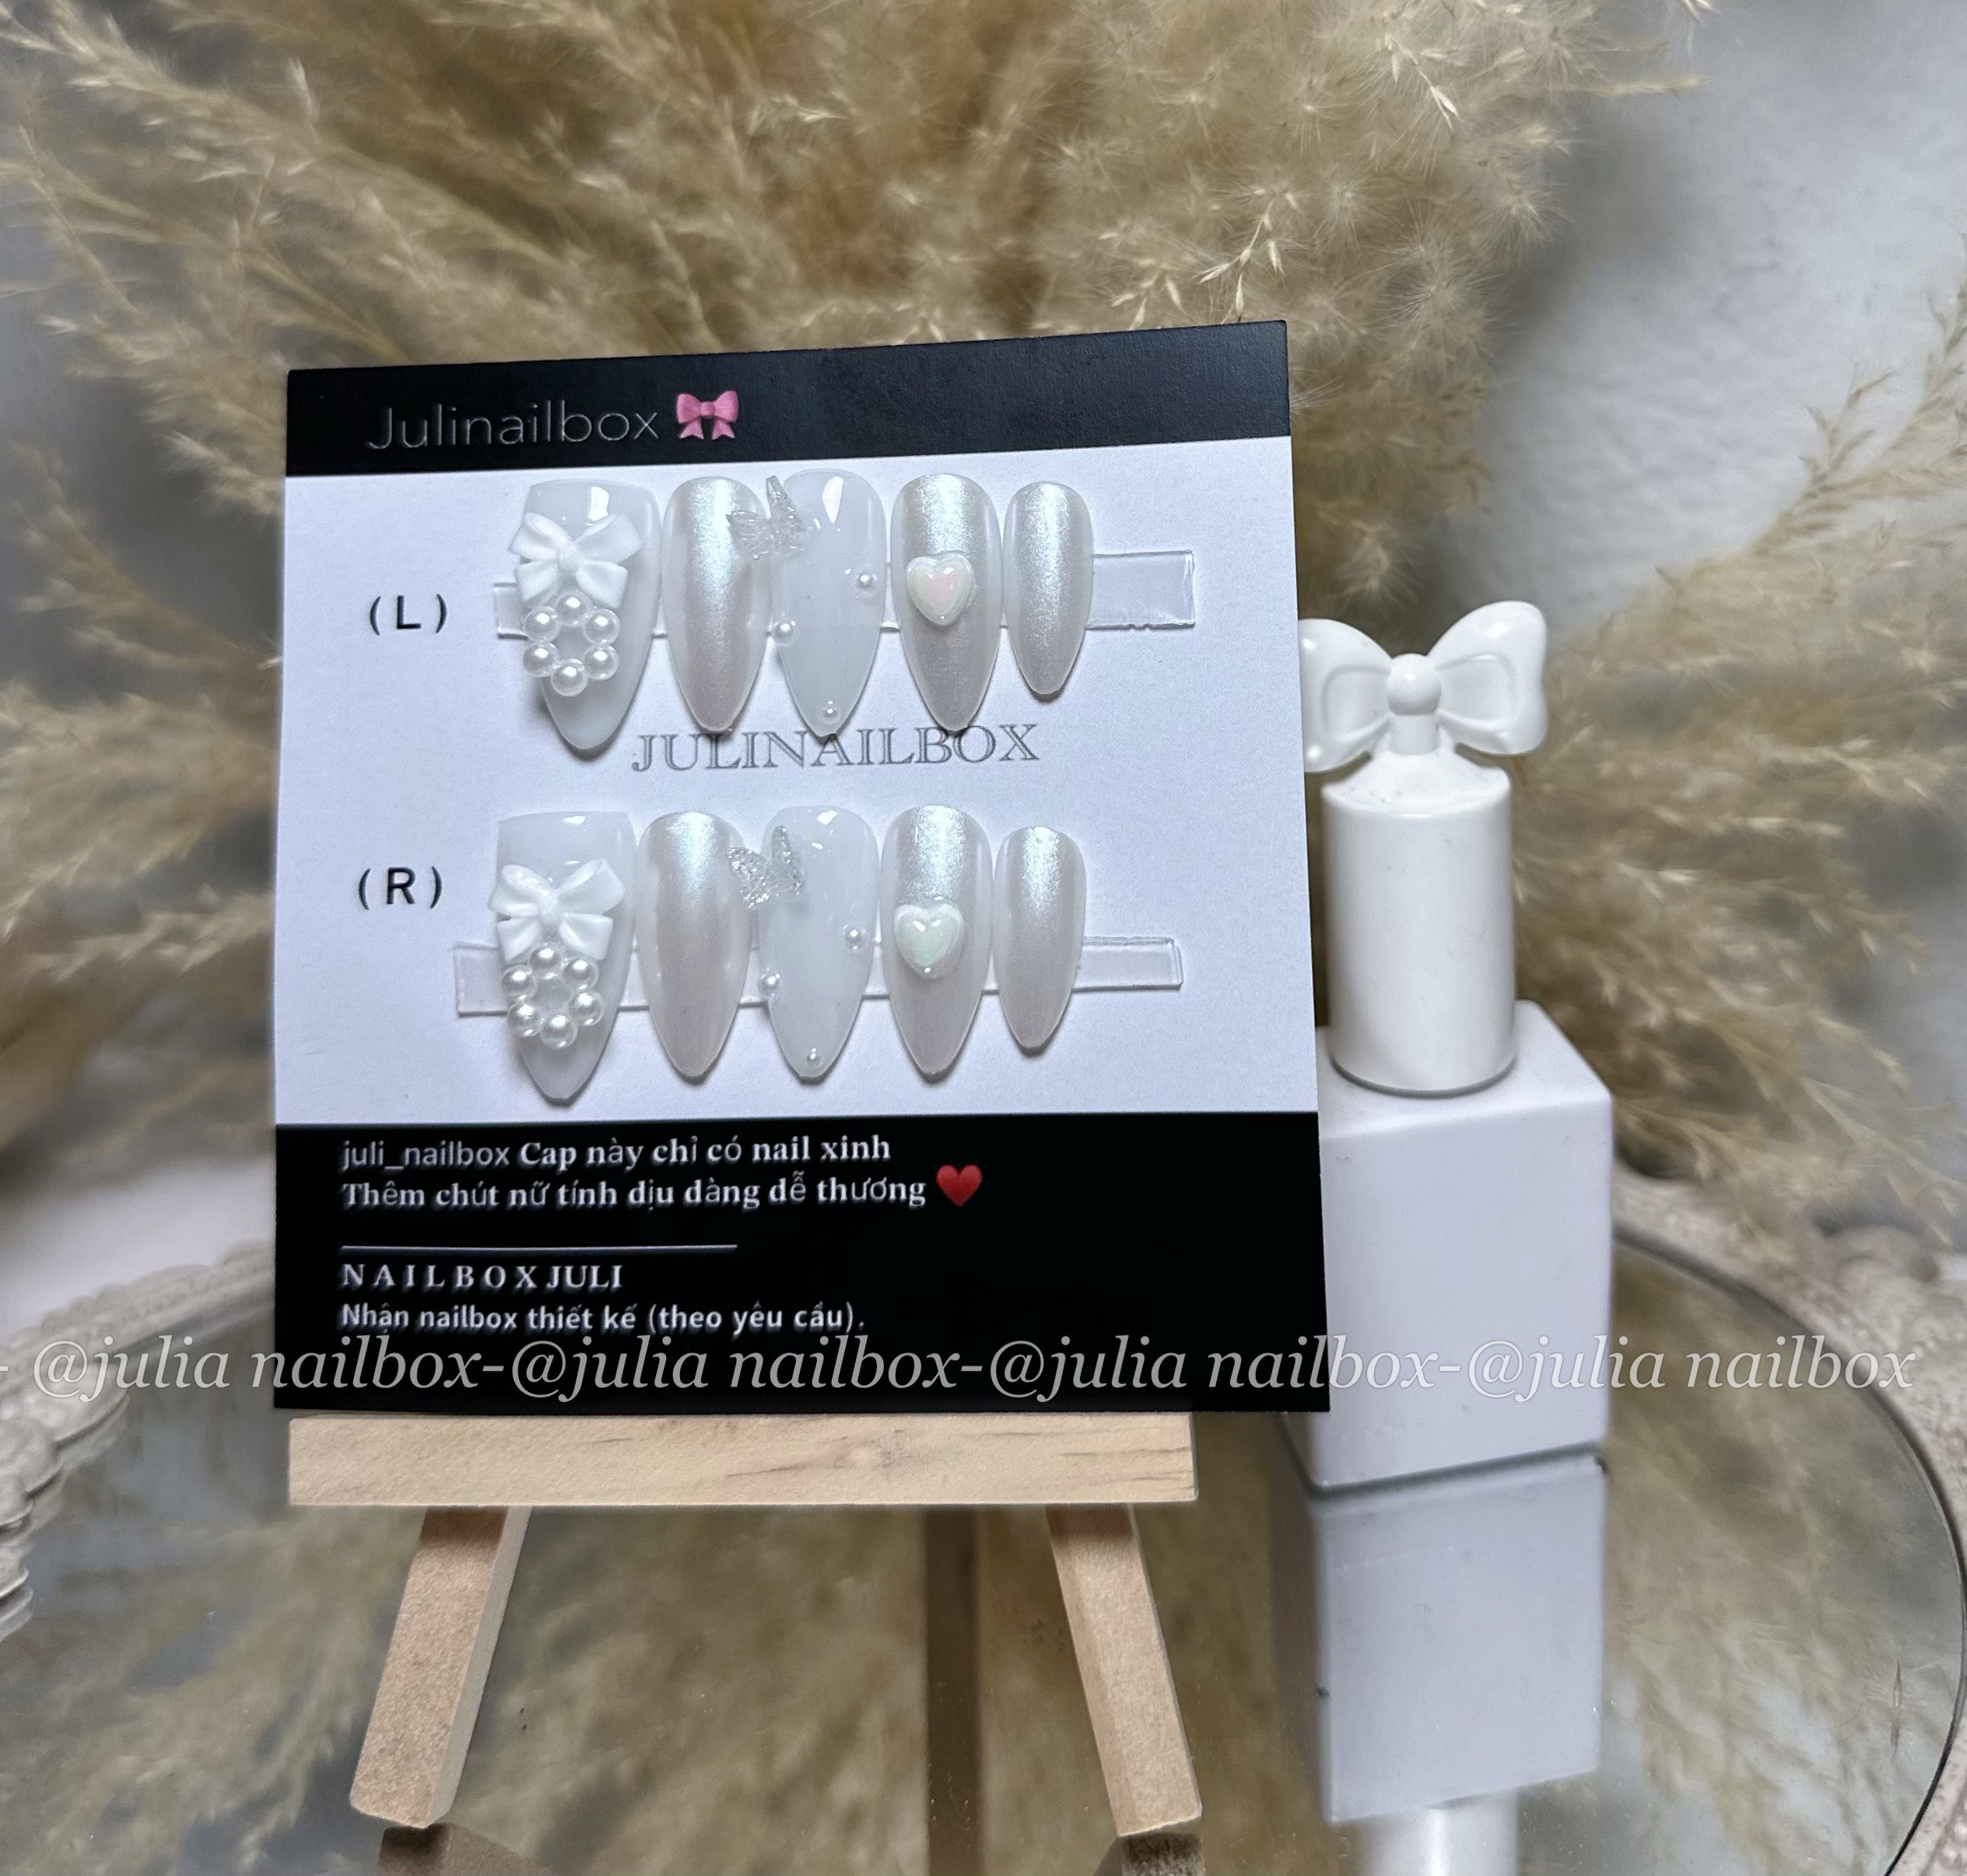 Julinailbox 🎀
(L)
JULINAILBOX
(R)
juli_nailbox Cap này chỉ có nail xinh
Thêm chút nữ tính dịu dàng dễ thương ❤️
N A I L B O X JULI
Nhận nailbox thiết kế (theo yêu cầu).
- @julia nailbox-@julia nailbox-@julia nailbox-@julia nailbox